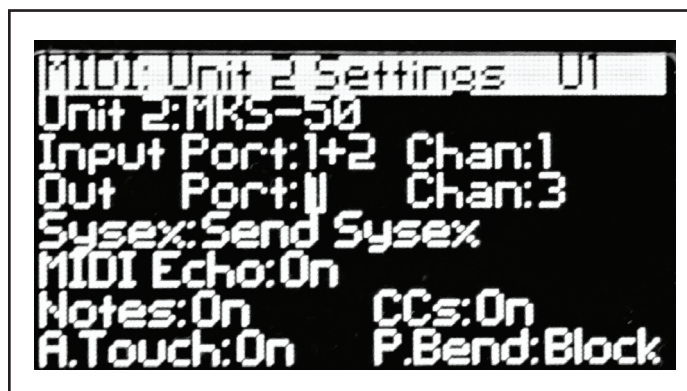 MIDI: Unit 2 Settings U1
Unit 2:MKS-50
Input Port:1+2 Chan:1
Out Port: Chan:3
Sysex:Send Sysex
MIDI Echo:On
Notes:On CCs:On
A.Touch:On P.Bend:Block